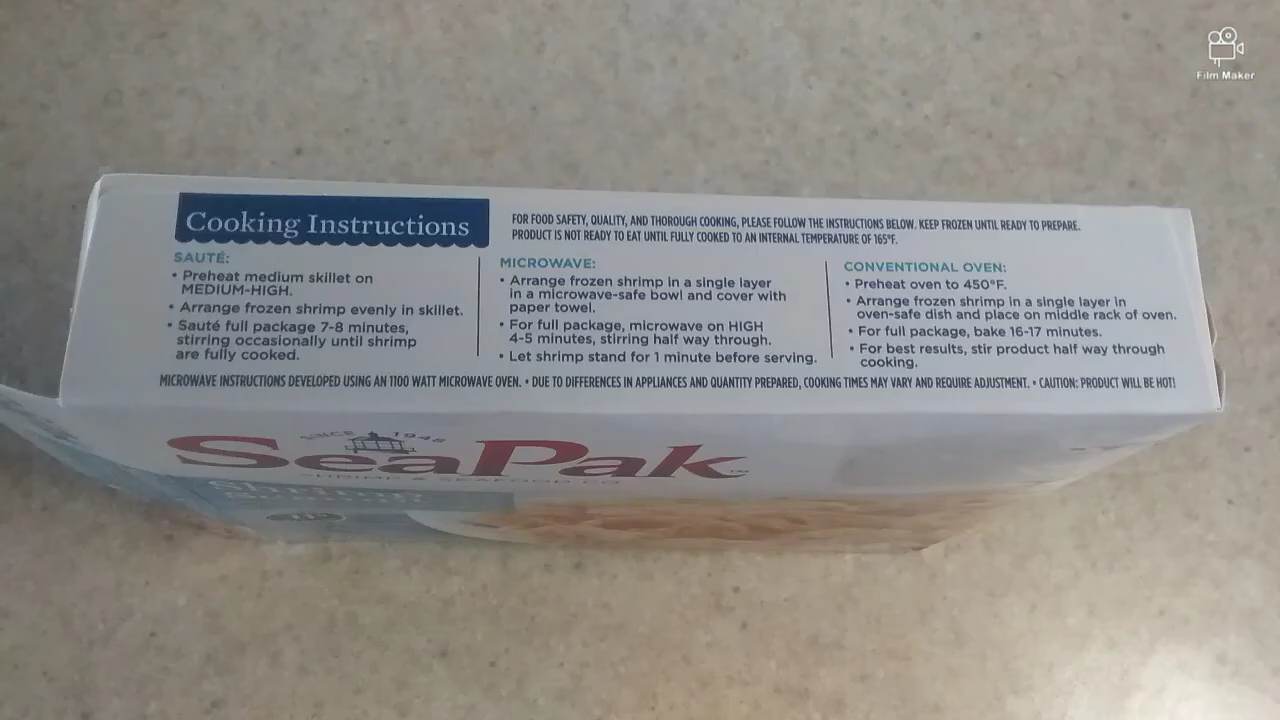 Film Maker
Cooking Instructions
FOR FOOD SAFETY, QUALITY, AND THOROUGH COOKING, PLEASE FOLLOW THE INSTRUCTIONS BELOW. KEEP FROZEN UNTIL READY TO PREPARE.
PRODUCT IS NOT READY TO EAT UNTIL FULLY COOKED TO AN INTERNAL TEMPERATURE OF 165°F.
SAUTÉ:
• Preheat medium skillet on
MEDIUM-HIGH.
• Arrange frozen shrimp evenly in skillet.
• Sauté full package 7-8 minutes,
stirring occasionally until shrimp
are fully cooked.
MICROWAVE:
• Arrange frozen shrimp in a single layer
in a microwave-safe bowl and cover with
paper towel.
• For full package, microwave on HIGH
4-5 minutes, stirring half way through.
• Let shrimp stand for 1 minute before serving.
CONVENTIONAL OVEN:
• Preheat oven to 450°F.
• Arrange frozen shrimp in a single layer in
oven-safe dish and place on middle rack of oven.
• For full package, bake 16-17 minutes.
• For best results, stir product half way through
cooking.
MICROWAVE INSTRUCTIONS DEVELOPED USING AN 1100 WATT MICROWAVE OVEN. • DUE TO DIFFERENCES IN APPLIANCES AND QUANTITY PREPARED, COOKING TIMES MAY VARY AND REQUIRE ADJUSTMENT. • CAUTION: PRODUCT WILL BE HOT!
SINCE 1948
SeaPak™
SHRIMP & SEAFOOD CO
Shrimp